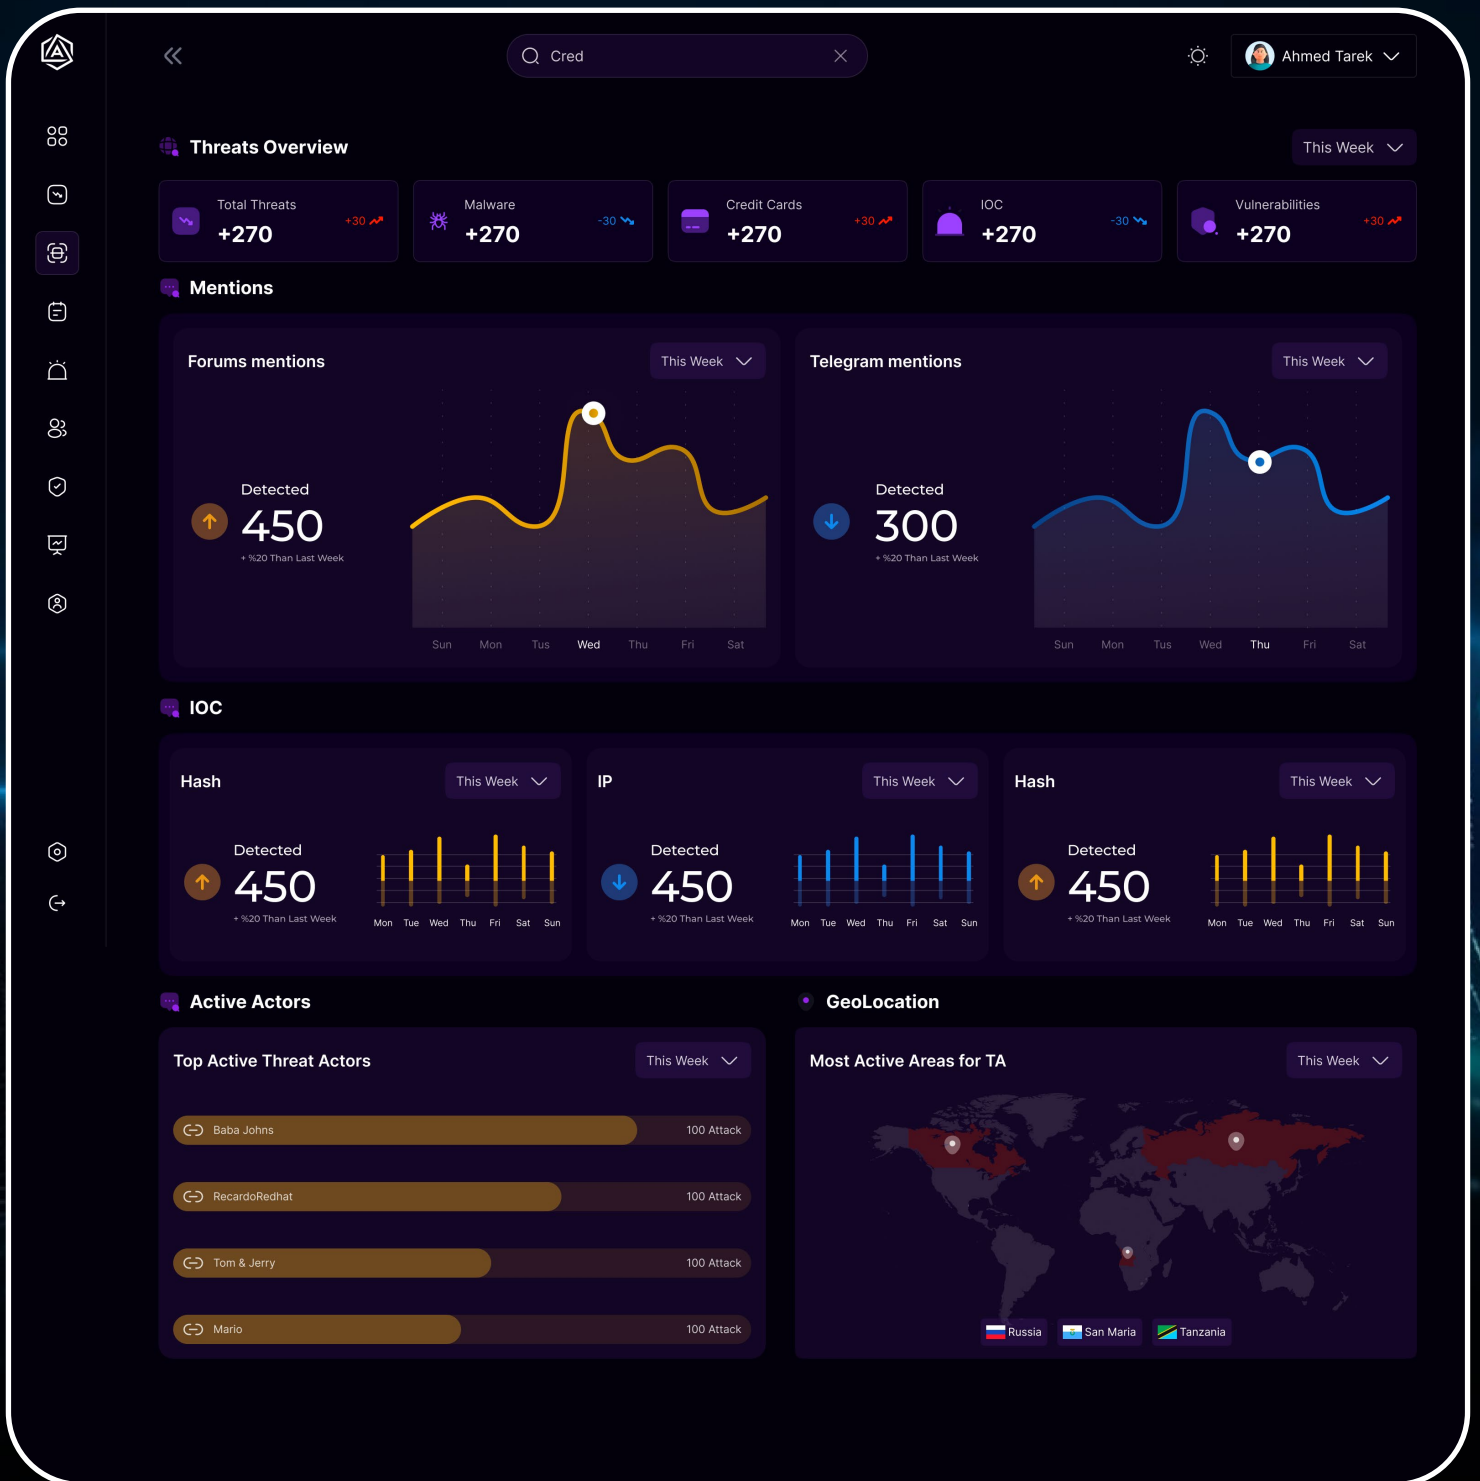 Cred
Ahmed Tarek
Threats Overview
This Week
Total Threats
+270
+30
Malware
+270
-30
Credit Cards
+270
+30
IOC
+270
-30
Vulnerabilities
+270
+30
Mentions
Forums mentions
This Week
Detected
450
+ %20 Than Last Week
Sun Mon Tus Wed Thu Fri Sat
Telegram mentions
This Week
Detected
300
+ %20 Than Last Week
Sun Mon Tus Wed Thu Fri Sat
IOC
Hash
This Week
Detected
450
+ %20 Than Last Week
Mon Tue Wed Thu Fri Sat Sun
IP
This Week
Detected
450
+ %20 Than Last Week
Mon Tue Wed Thu Fri Sat Sun
Hash
This Week
Detected
450
+ %20 Than Last Week
Mon Tue Wed Thu Fri Sat Sun
Active Actors
Top Active Threat Actors
This Week
Baba Johns
100 Attack
RecardoRedhat
100 Attack
Tom & Jerry
100 Attack
Mario
100 Attack
GeoLocation
Most Active Areas for TA
This Week
Russia
San Maria
Tanzania